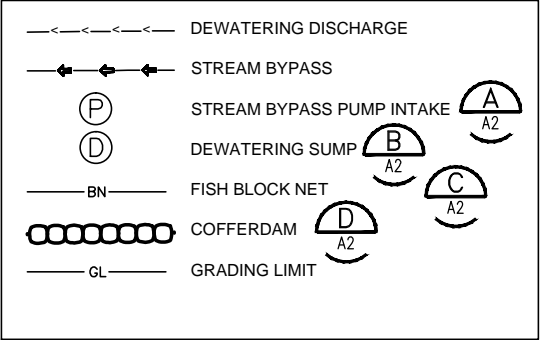 DEWATERING DISCHARGE
STREAM BYPASS
P STREAM BYPASS PUMP INTAKE A
A2
D DEWATERING SUMP B
A2
BN FISH BLOCK NET C
A2
COFFERDAM D
A2
GL GRADING LIMIT